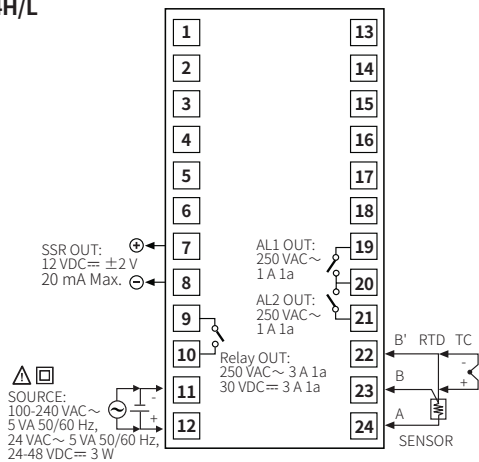 H/L
1
13
2
14
3
15
4
16
5
17
6
18
SSR OUT:
12 VDC⎓ ±2 V
20 mA Max.
+
7
−
8
AL1 OUT:
250 VAC～
1 A 1a
19
20
AL2 OUT:
250 VAC～
1 A 1a
21
9
10
Relay OUT:
250 VAC～ 3 A 1a
30 VDC⎓ 3 A 1a
22
B' RTD TC
-
+
B
23
A
24
SENSOR
11
12
SOURCE:
100-240 VAC～
5 VA 50/60 Hz,
24 VAC～ 5 VA 50/60 Hz,
24-48 VDC⎓ 3 W
-
+